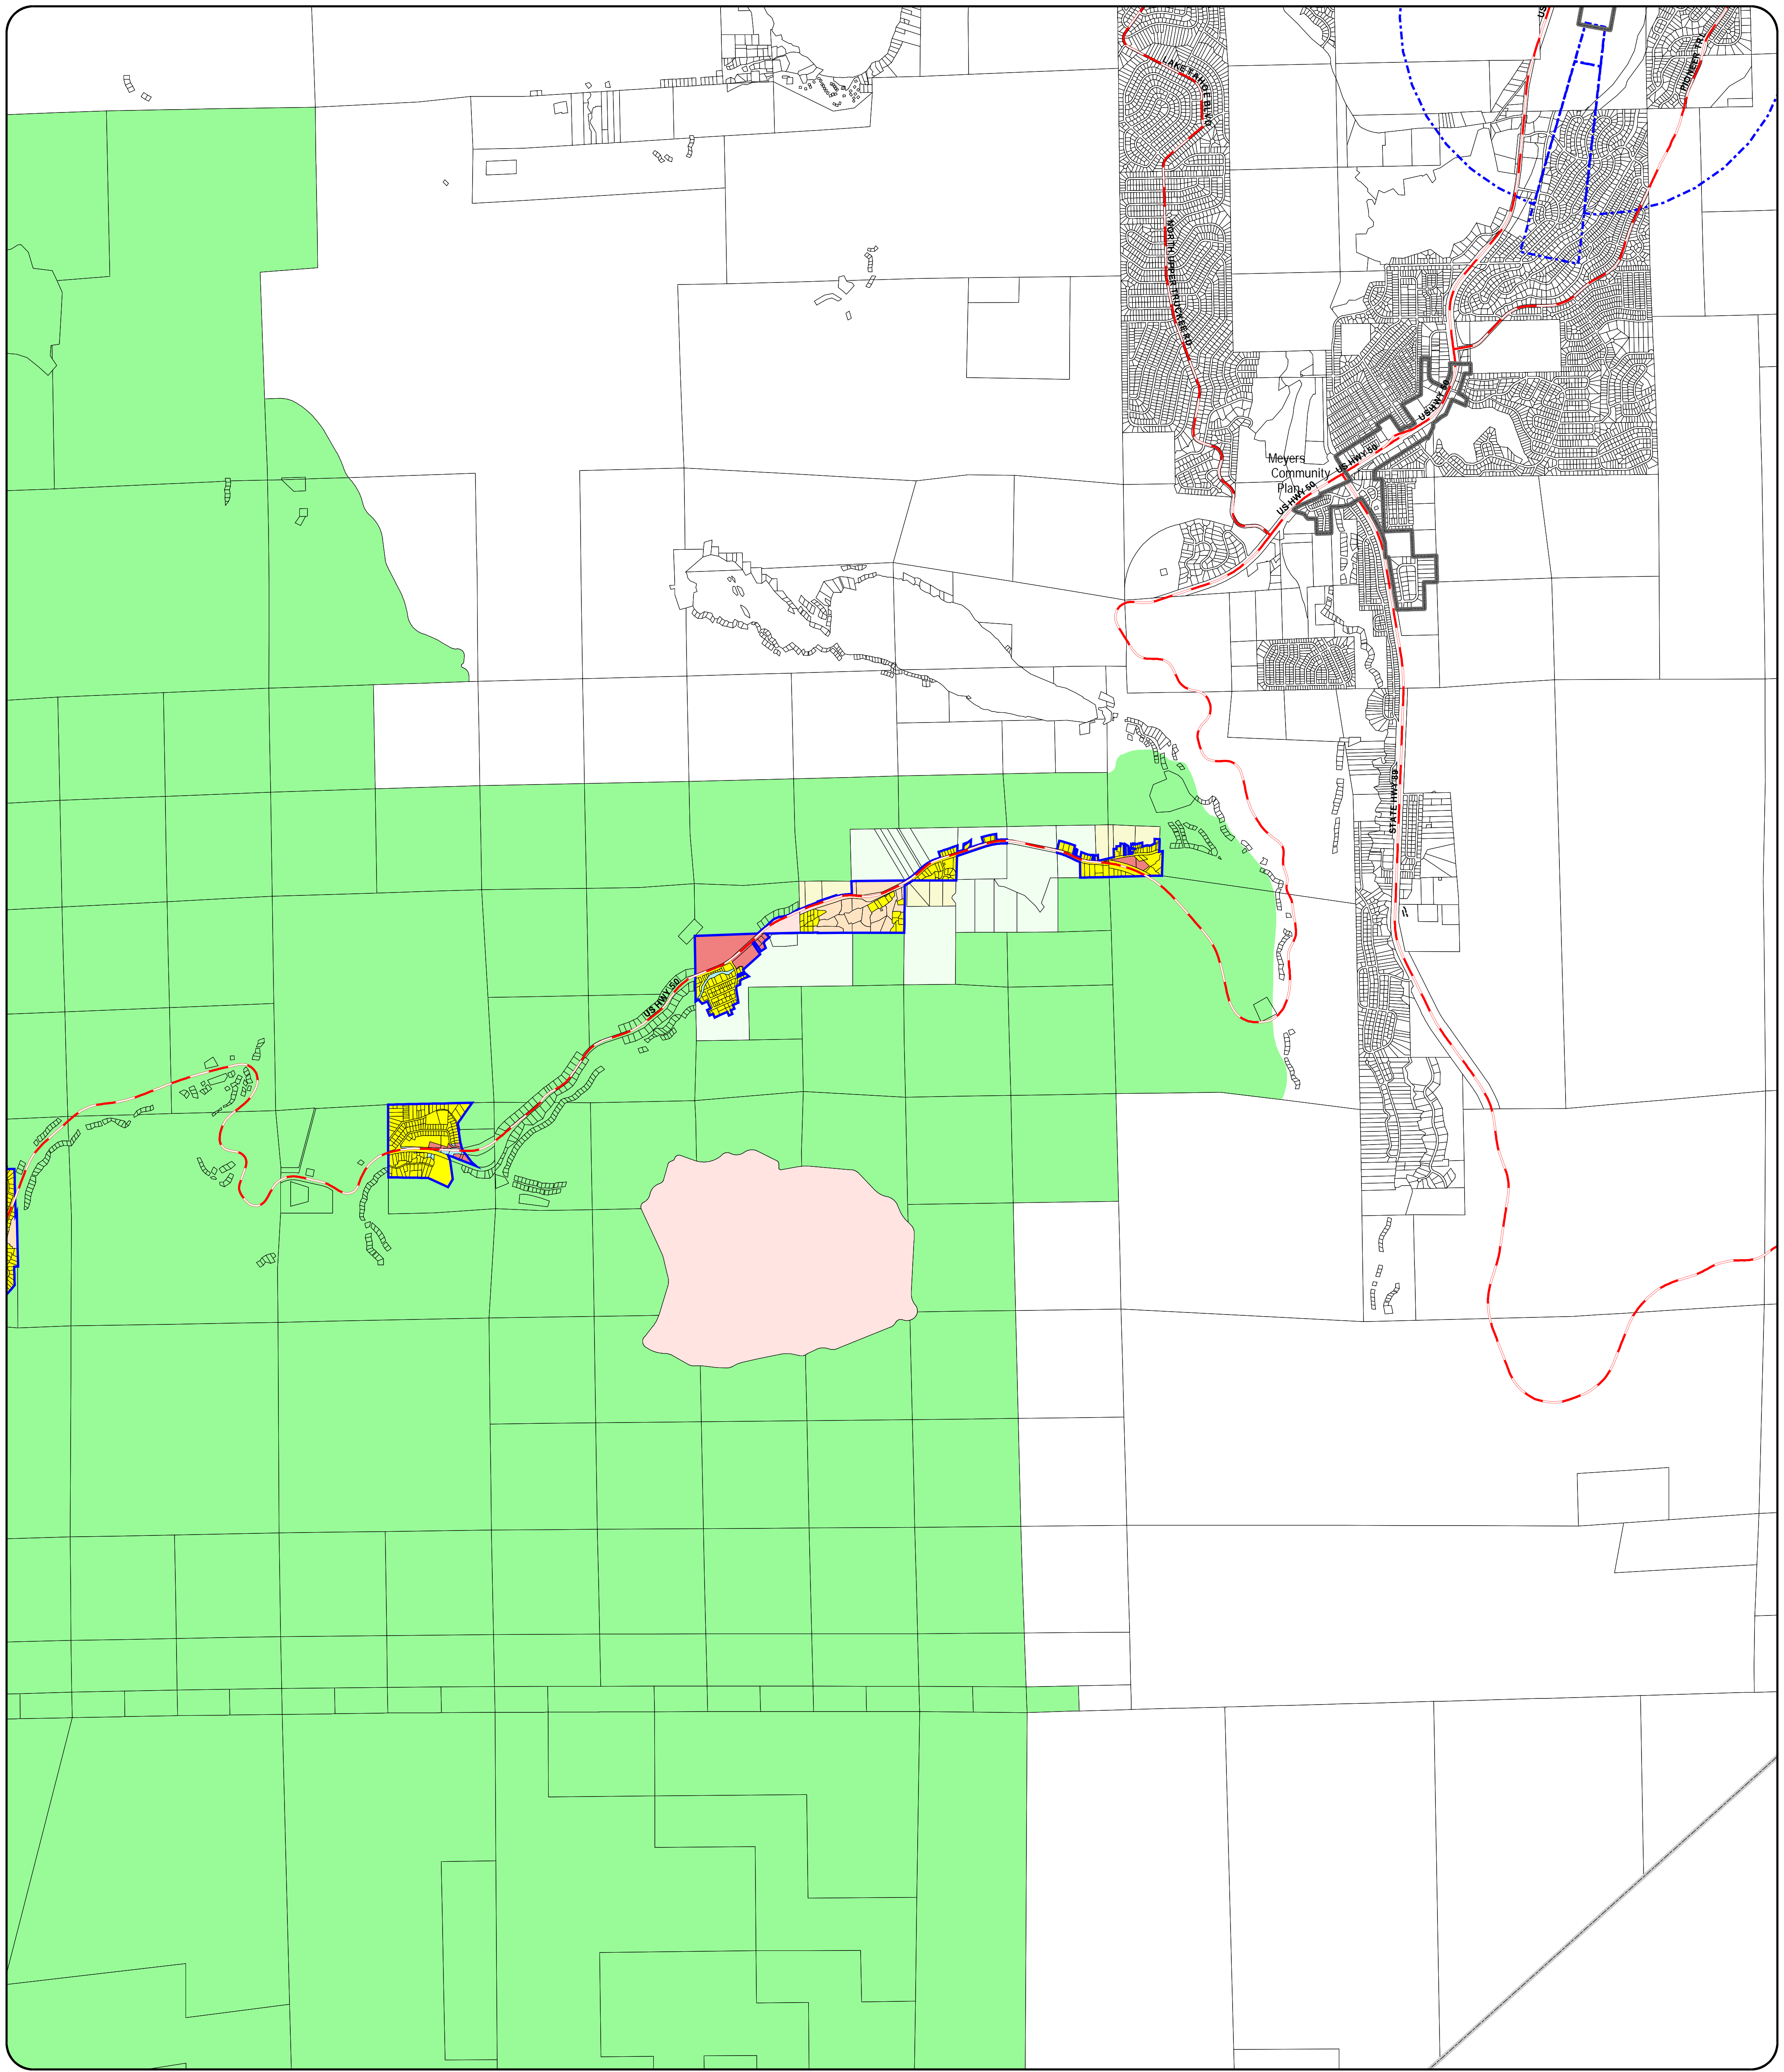 US
LAKE TAHOE BLVD
PIONEER TRL
NORTH UPPER TRUCKEE RD
US HWY 50
Meyers
Community
Plan
US HWY 50
US HWY 50
STATE HWY 89
US HWY 50